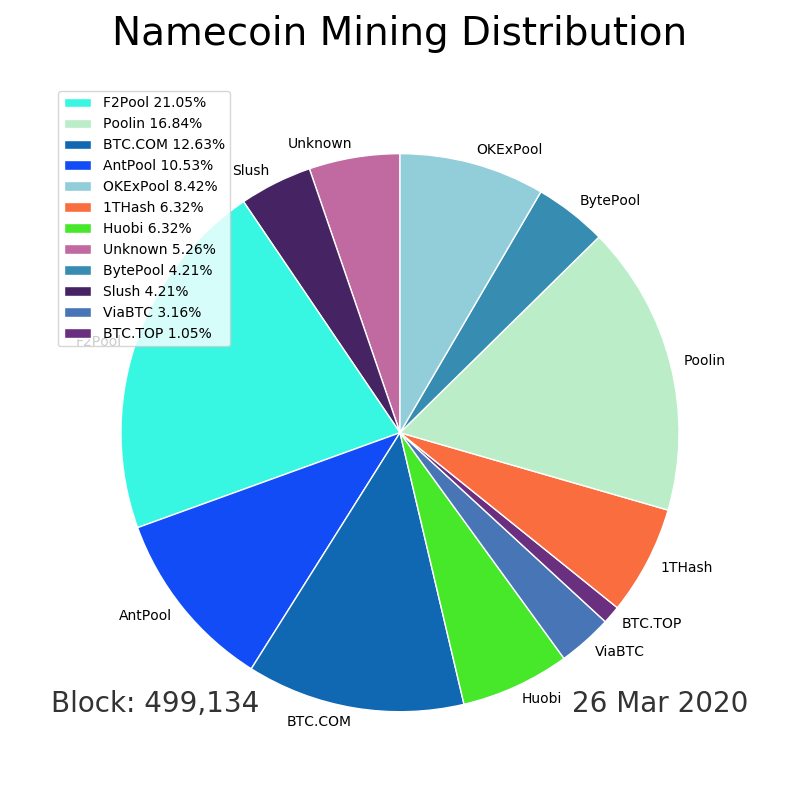 Namecoin Mining Distribution
F2Pool 21.05%
Poolin 16.84%
BTC.COM 12.63%
AntPool 10.53%
OKExPool 8.42%
1THash 6.32%
Huobi 6.32%
Unknown 5.26%
BytePool 4.21%
Slush 4.21%
ViaBTC 3.16%
BTC.TOP 1.05%
Unknown
OKExPool
Slush
BytePool
F2Pool
Poolin
1THash
AntPool
BTC.TOP
ViaBTC
Huobi
BTC.COM
Block: 499,134
26 Mar 2020